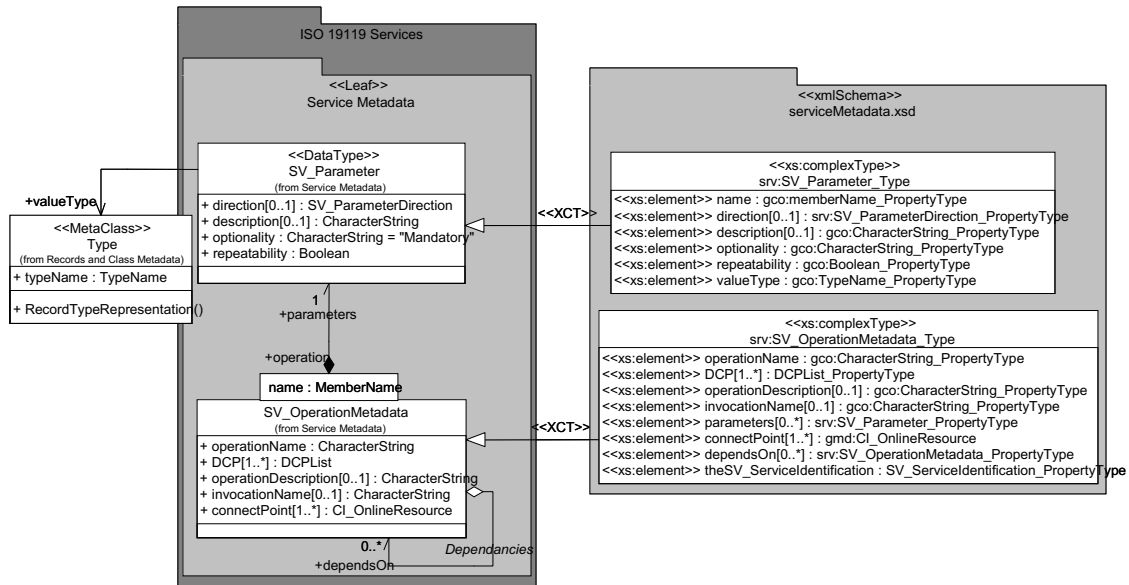 ISO 19119 Services
<<Leaf>>
Service Metadata
<<DataType>>
SV_Parameter
(from Service Metadata)
+ direction[0..1] : SV_ParameterDirection
+ description[0..1] : CharacterString
+ optionality : CharacterString = "Mandatory"
+ repeatability : Boolean
+valueType
<<MetaClass>>
Type
(from Records and Class Metadata)
+ typeName : TypeName
+ RecordTypeRepresentation()
1
+parameters
+operation
name : MemberName
SV_OperationMetadata
(from Service Metadata)
+ operationName : CharacterString
+ DCP[1..*] : DCPList
+ operationDescription[0..1] : CharacterString
+ invocationName[0..1] : CharacterString
+ connectPoint[1..*] : CI_OnlineResource
0..*
+dependsOn
Dependancies
<<XCT>>
<<XCT>>
<<xmlSchema>>
serviceMetadata.xsd
<<xs:complexType>>
srv:SV_Parameter_Type
<<xs:element>> name : gco:memberName_PropertyType
<<xs:element>> direction[0..1] : srv:SV_ParameterDirection_PropertyType
<<xs:element>> description[0..1] : gco:CharacterString_PropertyType
<<xs:element>> optionality : gco:CharacterString_PropertyType
<<xs:element>> repeatability : gco:Boolean_PropertyType
<<xs:element>> valueType : gco:TypeName_PropertyType
<<xs:complexType>>
srv:SV_OperationMetadata_Type
<<xs:element>> operationName : gco:CharacterString_PropertyType
<<xs:element>> DCP[1..*] : DCPList_PropertyType
<<xs:element>> operationDescription[0..1] : gco:CharacterString_PropertyType
<<xs:element>> invocationName[0..1] : gco:CharacterString_PropertyType
<<xs:element>> parameters[0..*] : srv:SV_Parameter_PropertyType
<<xs:element>> connectPoint[1..*] : gmd:CI_OnlineResource
<<xs:element>> dependsOn[0..*] : srv:SV_OperationMetadata_PropertyType
<<xs:element>> theSV_ServiceIdentification : SV_ServiceIdentification_PropertyType